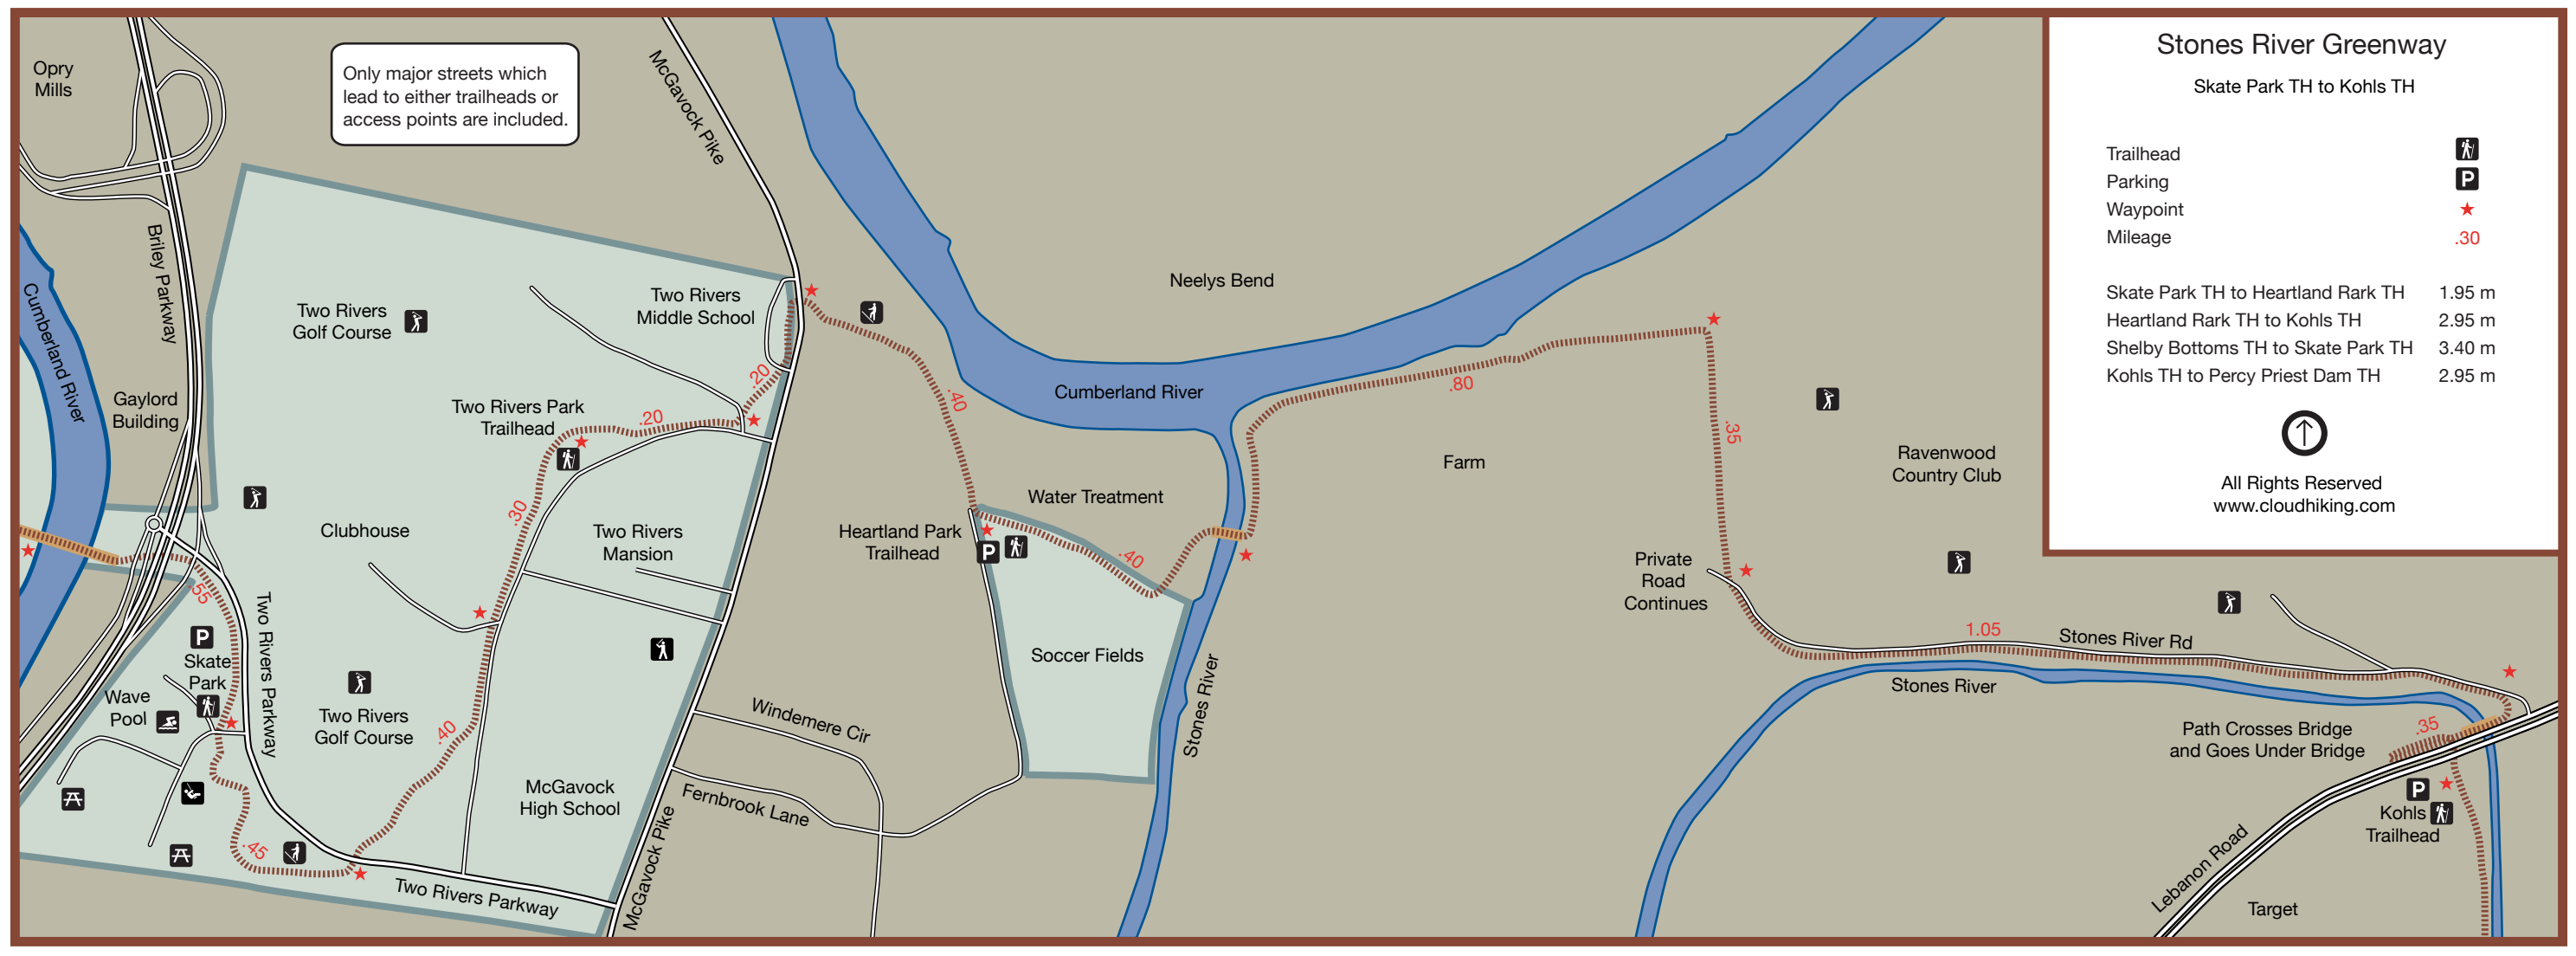 Opry
Mills
Only major streets which
lead to either trailheads or
access points are included.
McGavock Pike
Stones River Greenway
Skate Park TH to Kohls TH
Trailhead
Parking
P
Waypoint
Mileage
.30
Skate Park TH to Heartland Rark TH 1.95 m
Heartland Rark TH to Kohls TH 2.95 m
Shelby Bottoms TH to Skate Park TH 3.40 m
Kohls TH to Percy Priest Dam TH 2.95 m
All Rights Reserved
www.cloudhiking.com
Briley Parkway
Cumberland River
Gaylord
Building
Two Rivers
Golf Course
Two Rivers
Middle School
.20
Two Rivers Park
Trailhead
.20
.30
Clubhouse
Two Rivers
Mansion
.55
P
Skate
Park
Wave
Pool
Two Rivers Parkway
Two Rivers
Golf Course
.40
McGavock
High School
.45
Two Rivers Parkway
McGavock Pike
Neelys Bend
Cumberland River
.40
Water Treatment
Heartland Park
Trailhead
P
.40
Soccer Fields
Stones River
Windemere Cir
Fernbrook Lane
.80
Farm
.35
Ravenwood
Country Club
Private
Road
Continues
1.05
Stones River Rd
Stones River
Path Crosses Bridge
and Goes Under Bridge
.35
P
Kohls
Trailhead
Lebanon Road
Target